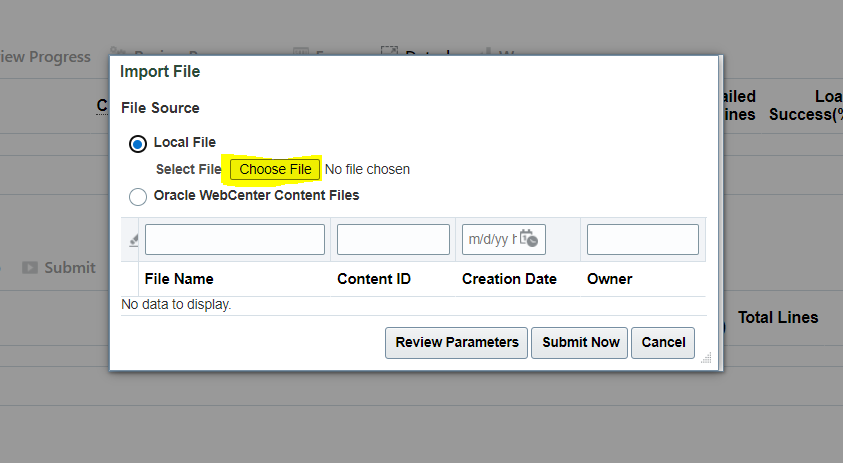 iew Progress
Import File
File Source
Local File
Select File Choose File No file chosen
Oracle WebCenter Content Files
m/d/yy h
File Name Content ID Creation Date Owner
No data to display.
Review Parameters Submit Now Cancel
C
ailed Loa
ines Success(%
Submit
Total Lines